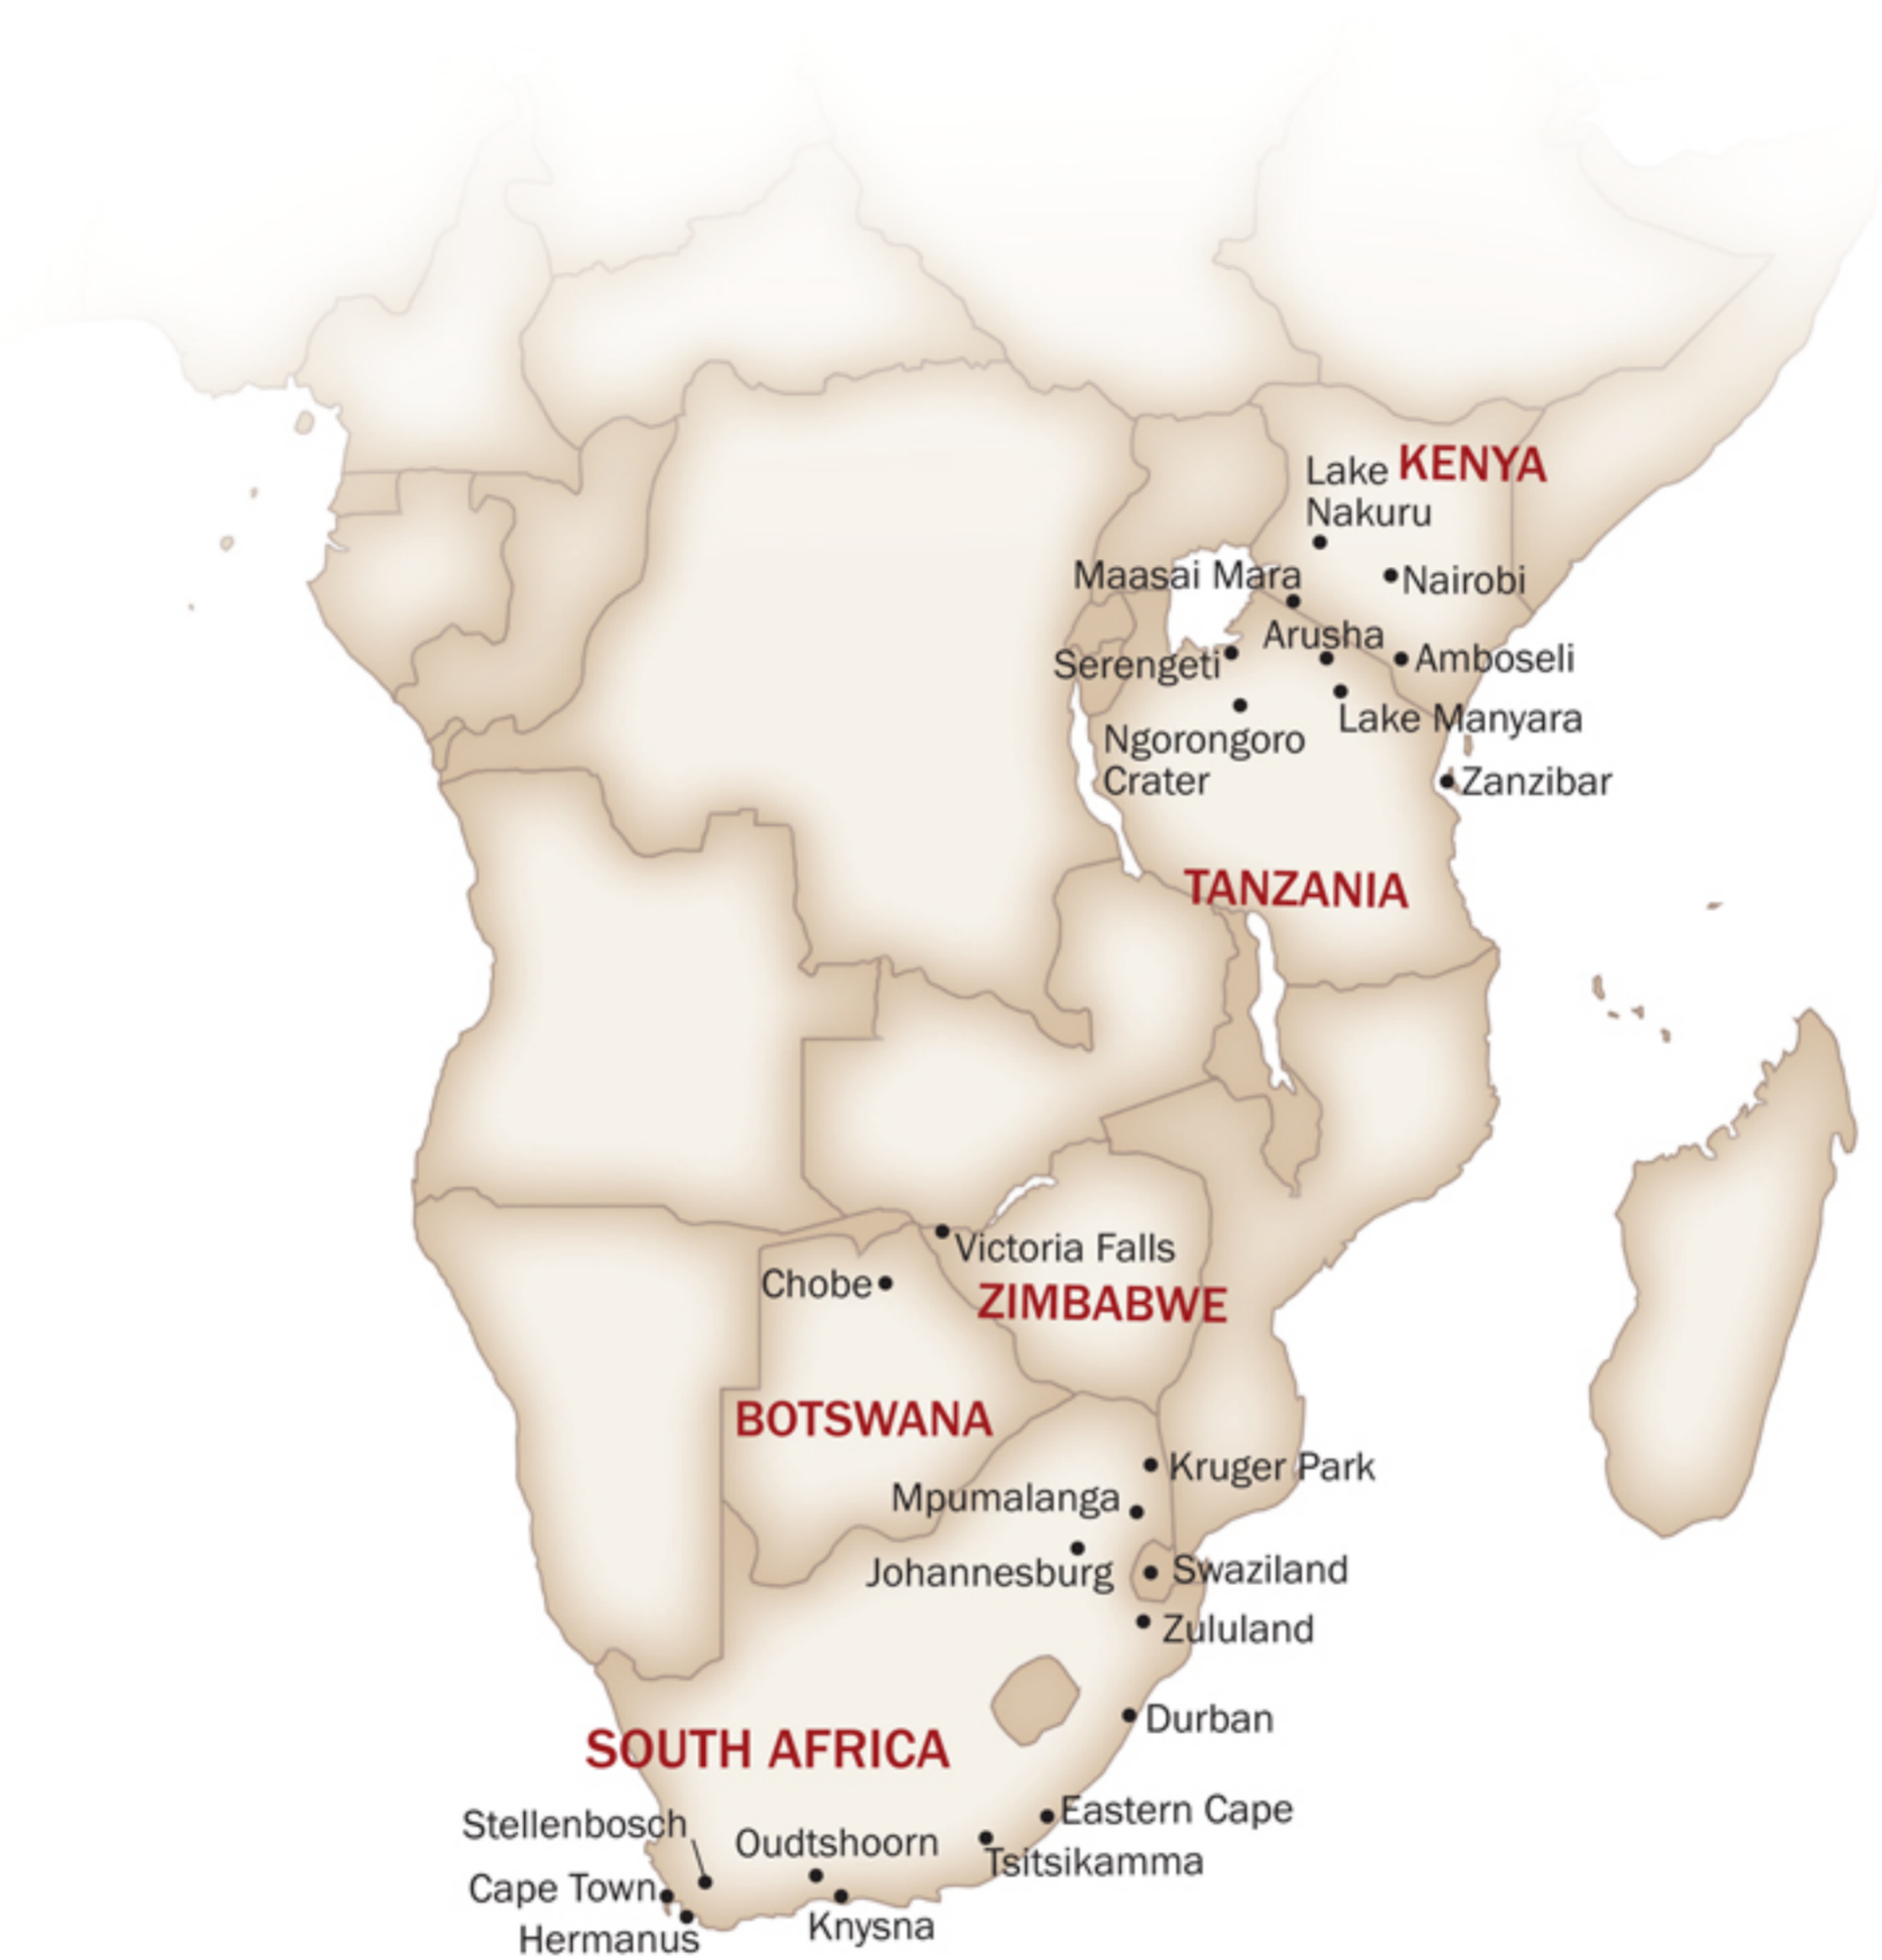 Lake
Nakuru
KENYA
Maasai Mara
Nairobi
Arusha
Serengeti
Amboseli
Lake Manyara
Ngorongoro
Crater
Zanzibar
TANZANIA
Victoria Falls
Chobe
ZIMBABWE
BOTSWANA
Kruger Park
Mpumalanga
Johannesburg
Swaziland
Zululand
Durban
SOUTH AFRICA
Eastern Cape
Stellenbosch
Oudtshoorn
Tsitsikamma
Cape Town
Knysna
Hermanus